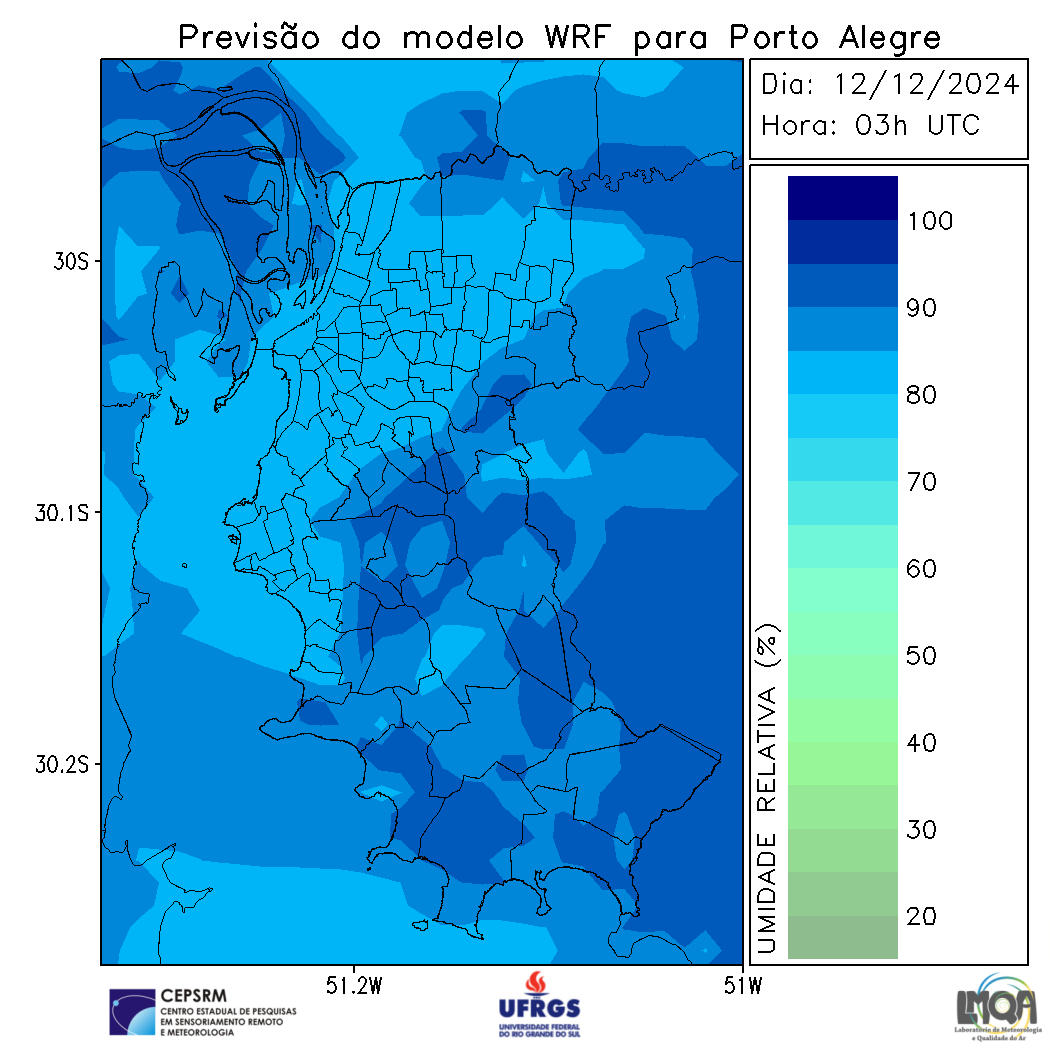 Previsão do modelo WRF para Porto Alegre
Dia: 12/12/2024
Hora: 03h UTC
30S
30.1S
30.2S
51.2W
51W
100
90
80
70
60
50
40
30
20
UMIDADE RELATIVA (%)
CEPSRM
CENTRO ESTADUAL DE PESQUISAS
EM SENSORIAMENTO REMOTO
E METEOROLOGIA
UFRGS
UNIVERSIDADE FEDERAL
DO RIO GRANDE DO SUL
LMQA
Laboratório de Meteorologia
e Qualidade do Ar